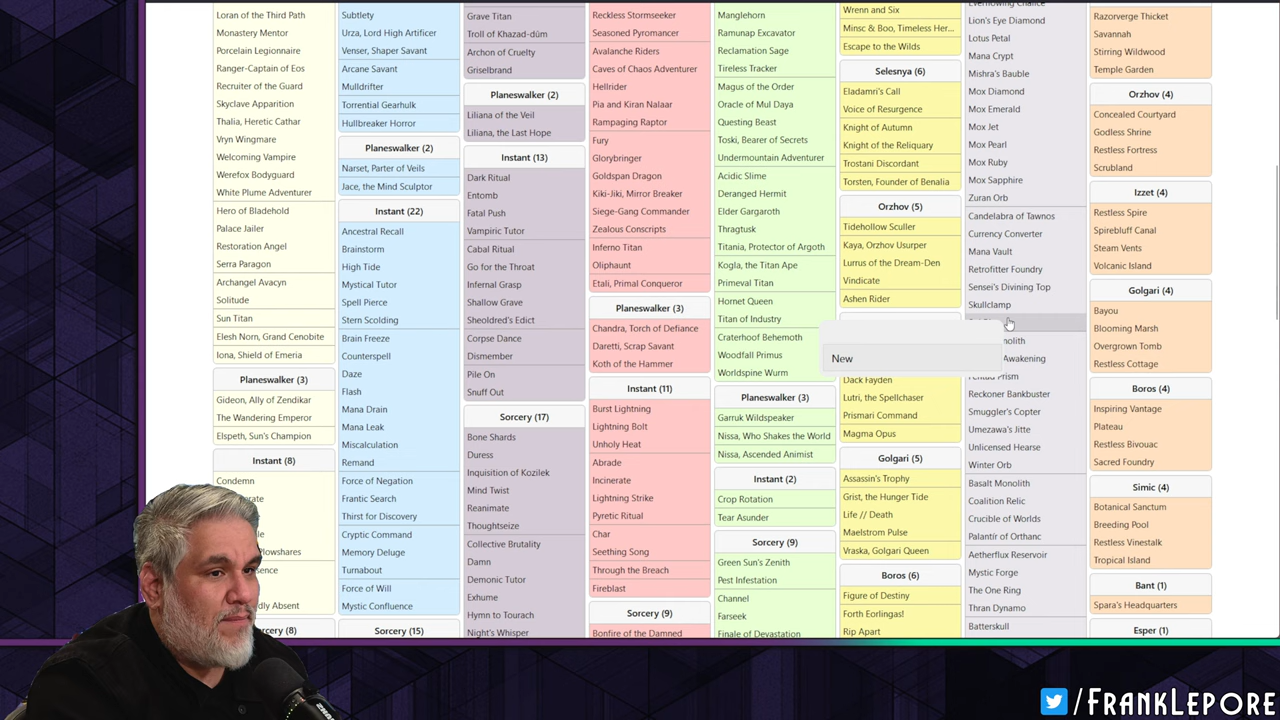 Loran of the Third Path
Monastery Mentor
Porcelain Legionnaire
Ranger-Captain of Eos
Recruiter of the Guard
Skyclave Apparition
Thalia, Heretic Cathar
Vryn Wingmare
Welcoming Vampire
Werefox Bodyguard
White Plume Adventurer
Hero of Bladehold
Palace Jailer
Restoration Angel
Serra Paragon
Archangel Avacyn
Solitude
Sun Titan
Elesh Norn, Grand Cenobite
Iona, Shield of Emeria
Planeswalker (3)
Gideon, Ally of Zendikar
The Wandering Emperor
Elspeth, Sun's Champion
Instant (8)
Condemn
Plowshares
Absent
(8)
Subtlety
Urza, Lord High Artificer
Venser, Shaper Savant
Arcane Savant
Mulldrifter
Torrential Gearhulk
Hullbreaker Horror
Planeswalker (2)
Narset, Parter of Veils
Jace, the Mind Sculptor
Instant (22)
Ancestral Recall
Brainstorm
High Tide
Mystical Tutor
Spell Pierce
Stern Scolding
Brain Freeze
Counterspell
Daze
Flash
Mana Drain
Mana Leak
Miscalculation
Remand
Force of Negation
Frantic Search
Thirst for Discovery
Cryptic Command
Memory Deluge
Turnabout
Force of Will
Mystic Confluence
Sorcery (15)
Grave Titan
Troll of Khazad-dûm
Archon of Cruelty
Griselbrand
Planeswalker (2)
Liliana of the Veil
Liliana, the Last Hope
Instant (13)
Dark Ritual
Entomb
Fatal Push
Vampiric Tutor
Cabal Ritual
Go for the Throat
Infernal Grasp
Shallow Grave
Sheoldred's Edict
Corpse Dance
Dismember
Pile On
Snuff Out
Sorcery (17)
Bone Shards
Duress
Inquisition of Kozilek
Mind Twist
Reanimate
Thoughtseize
Collective Brutality
Damn
Demonic Tutor
Exhume
Hymn to Tourach
Night's Whisper
Reckless Stormseeker
Seasoned Pyromancer
Avalanche Riders
Caves of Chaos Adventurer
Hellrider
Pia and Kiran Nalaar
Rampaging Raptor
Fury
Glorybringer
Goldspan Dragon
Kiki-Jiki, Mirror Breaker
Siege-Gang Commander
Zealous Conscripts
Inferno Titan
Oliphaunt
Etali, Primal Conqueror
Planeswalker (3)
Chandra, Torch of Defiance
Daretti, Scrap Savant
Koth of the Hammer
Instant (11)
Burst Lightning
Lightning Bolt
Unholy Heat
Abrade
Incinerate
Lightning Strike
Pyretic Ritual
Char
Seething Song
Through the Breach
Fireblast
Sorcery (9)
Bonfire of the Damned
Manglehorn
Ramunap Excavator
Reclamation Sage
Tireless Tracker
Magus of the Order
Oracle of Mul Daya
Questing Beast
Toski, Bearer of Secrets
Undermountain Adventurer
Acidic Slime
Deranged Hermit
Elder Gargaroth
Thragtusk
Titania, Protector of Argoth
Kogla, the Titan Ape
Primeval Titan
Hornet Queen
Titan of Industry
Craterhoof Behemoth
Woodfall Primus
Worldspine Wurm
Planeswalker (3)
Garruk Wildspeaker
Nissa, Who Shakes the World
Nissa, Ascended Animist
Instant (2)
Crop Rotation
Tear Asunder
Sorcery (9)
Green Sun's Zenith
Pest Infestation
Channel
Farseek
Finale of Devastation
Wrenn and Six
Minsc & Boo, Timeless Her...
Escape to the Wilds
Selesnya (6)
Eladamri's Call
Voice of Resurgence
Knight of Autumn
Knight of the Reliquary
Trostani Discordant
Torsten, Founder of Benalia
Orzhov (5)
Tidehollow Sculler
Kaya, Orzhov Usurper
Lurrus of the Dream-Den
Vindicate
Ashen Rider
New
Dack Fayden
Lutri, the Spellchaser
Prismari Command
Magma Opus
Golgari (5)
Assassin's Trophy
Grist, the Hunger Tide
Life // Death
Maelstrom Pulse
Vraska, Golgari Queen
Boros (6)
Figure of Destiny
Forth Eorlingas!
Rip Apart
Everflowing Chalice
Lion's Eye Diamond
Lotus Petal
Mana Crypt
Mishra's Bauble
Mox Diamond
Mox Emerald
Mox Jet
Mox Pearl
Mox Ruby
Mox Sapphire
Zuran Orb
Candelabra of Tawnos
Currency Converter
Mana Vault
Retrofitter Foundry
Sensei's Divining Top
Skullclamp
Awakening
Prism
Reckoner Bankbuster
Smuggler's Copter
Umezawa's Jitte
Unlicensed Hearse
Winter Orb
Basalt Monolith
Coalition Relic
Crucible of Worlds
Palantír of Orthanc
Aetherflux Reservoir
Mystic Forge
The One Ring
Thran Dynamo
Batterskull
Razorverge Thicket
Savannah
Stirring Wildwood
Temple Garden
Orzhov (4)
Concealed Courtyard
Godless Shrine
Restless Fortress
Scrubland
Izzet (4)
Restless Spire
Spirebluff Canal
Steam Vents
Volcanic Island
Golgari (4)
Bayou
Blooming Marsh
Overgrown Tomb
Restless Cottage
Boros (4)
Inspiring Vantage
Plateau
Restless Bivouac
Sacred Foundry
Simic (4)
Botanical Sanctum
Breeding Pool
Restless Vinestalk
Tropical Island
Bant (1)
Spara's Headquarters
Esper (1)
/FrankLepore